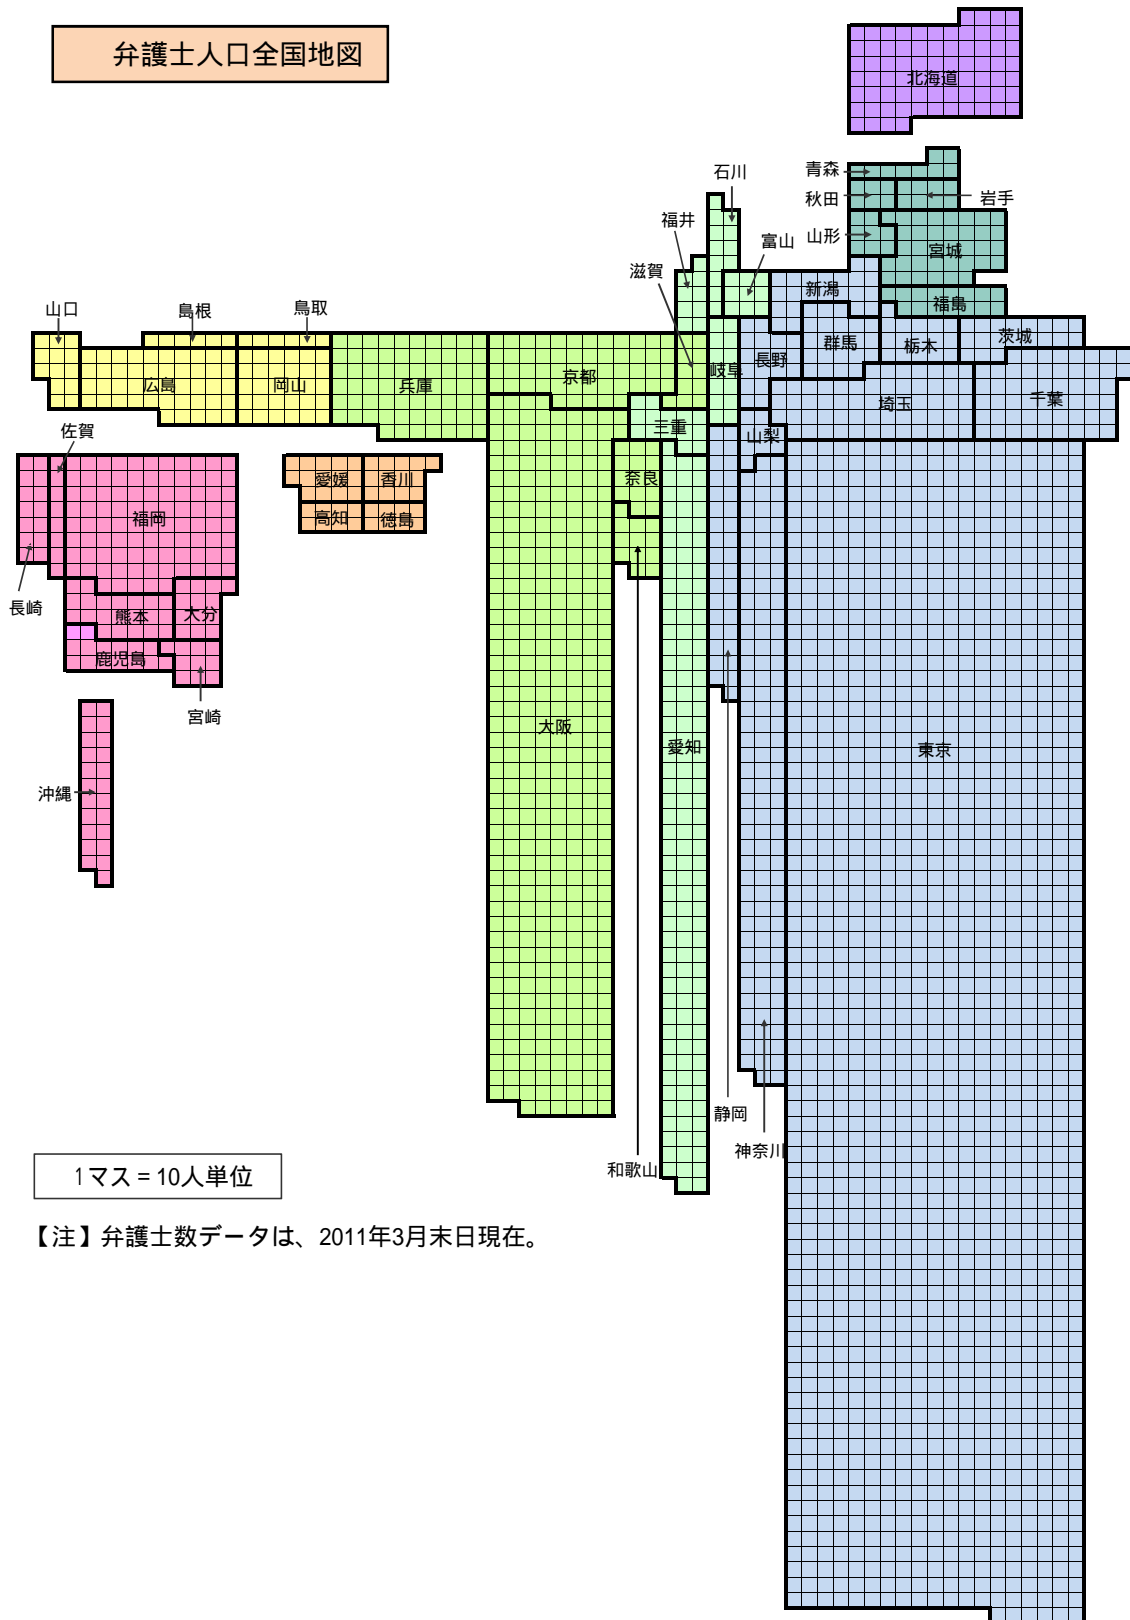 弁護士人口全国地図
北海道
青森
石川
秋田
岩手
福井
山形
富山
宮城
滋賀
新潟
福島
山口
島根
鳥取
茨城
群馬
栃木
長野
岐阜
京都
広島
岡山
兵庫
千葉
埼玉
三重
佐賀
山梨
愛媛
香川
奈良
福岡
高知
徳島
長崎
熊本
大分
鹿児島
宮崎
大阪
愛知
東京
沖縄
静岡
神奈川
和歌山
1マス=10人単位
【注】弁護士数データは、2011年3月末日現在。